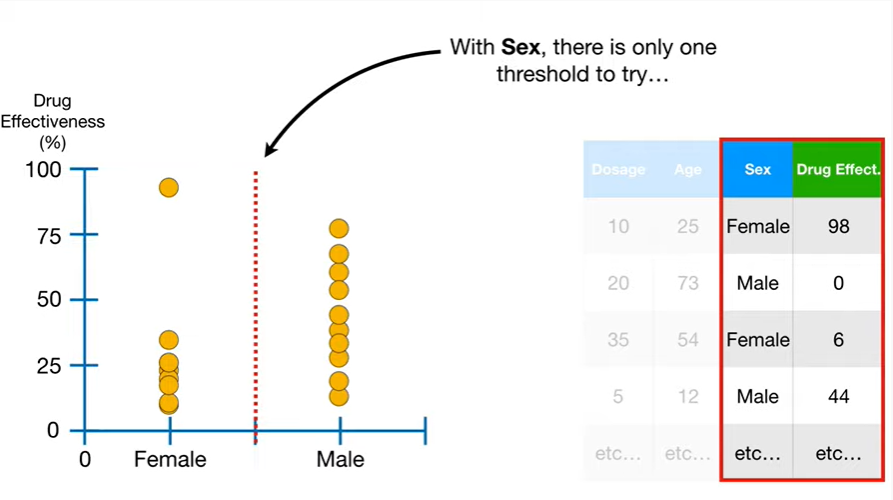 With Sex, there is only one
threshold to try…
Drug
Effectiveness
(%)
100
75
50
25
0
0 Female Male
Dosage Age Sex Drug Effect.
10 25 Female 98
20 73 Male 0
35 54 Female 6
5 12 Male 44
etc… etc… etc… etc…